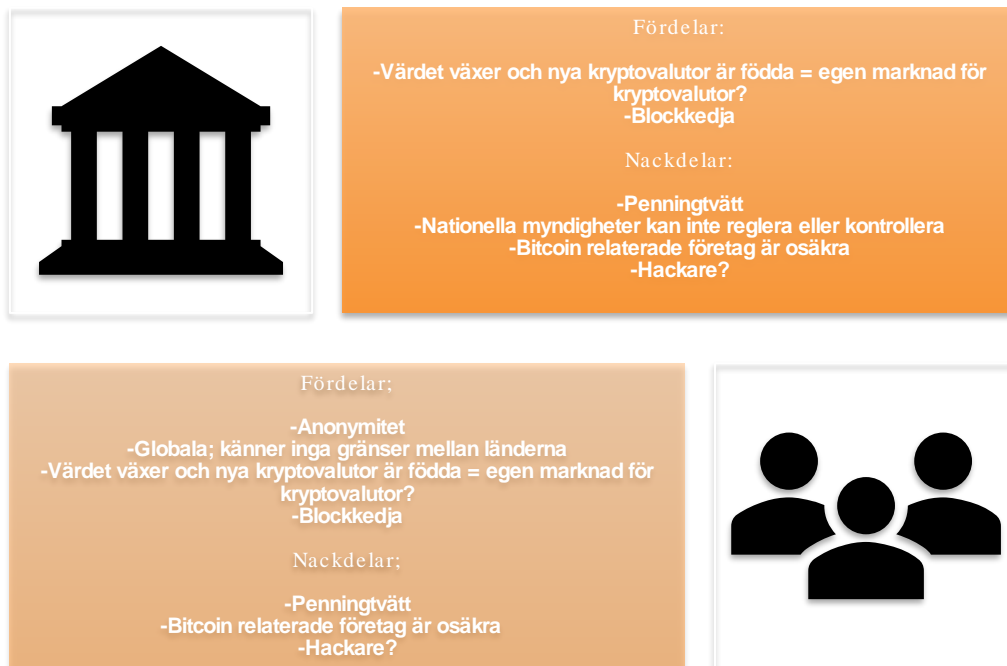 Fördelar:
-Värdet växer och nya kryptovalutor är födda = egen marknad för
kryptovalutor?
-Blockkedja
Nackdelar:
-Penningtvätt
-Nationella myndigheter kan inte reglera eller kontrollera
-Bitcoin relaterade företag är osäkra
-Hackare?
Fördelar;
-Anonymitet
-Globala; känner inga gränser mellan länderna
-Värdet växer och nya kryptovalutor är födda = egen marknad för
kryptovalutor?
-Blockkedja
Nackdelar;
-Penningtvätt
-Bitcoin relaterade företag är osäkra
-Hackare?